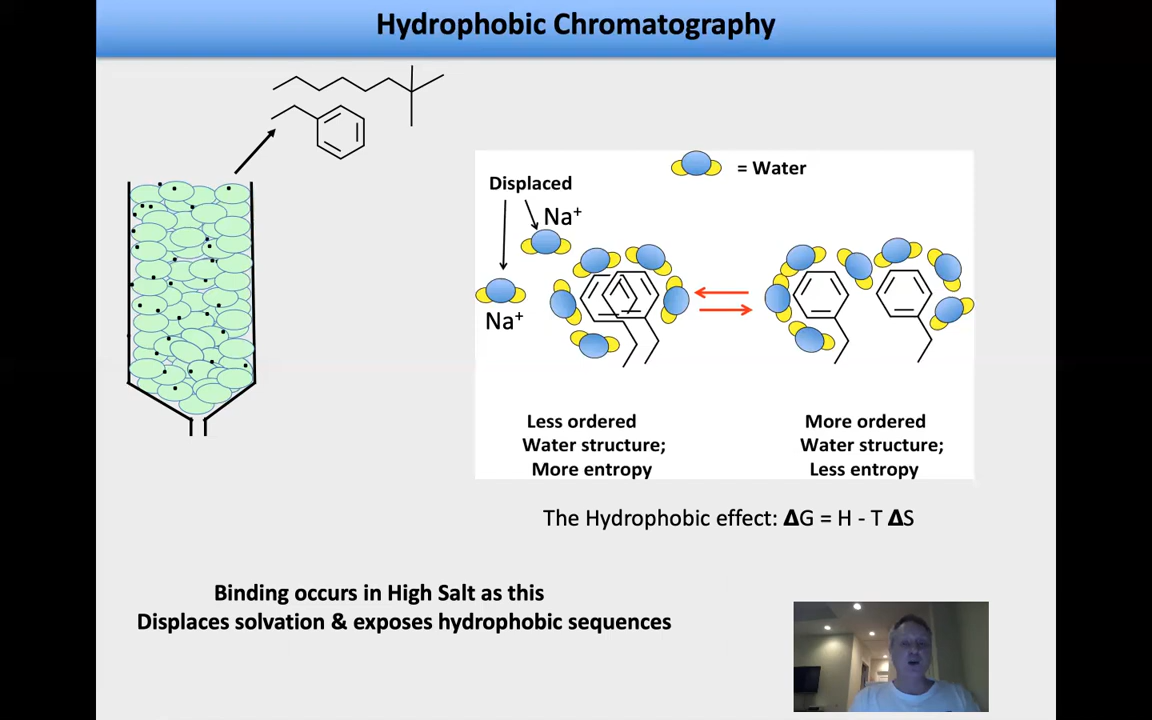 Hydrophobic Chromatography
= Water
Displaced
Na⁺
Na⁺
Less ordered
Water structure;
More entropy
More ordered
Water structure;
Less entropy
The Hydrophobic effect: ΔG = H - T ΔS
Binding occurs in High Salt as this
Displaces solvation & exposes hydrophobic sequences